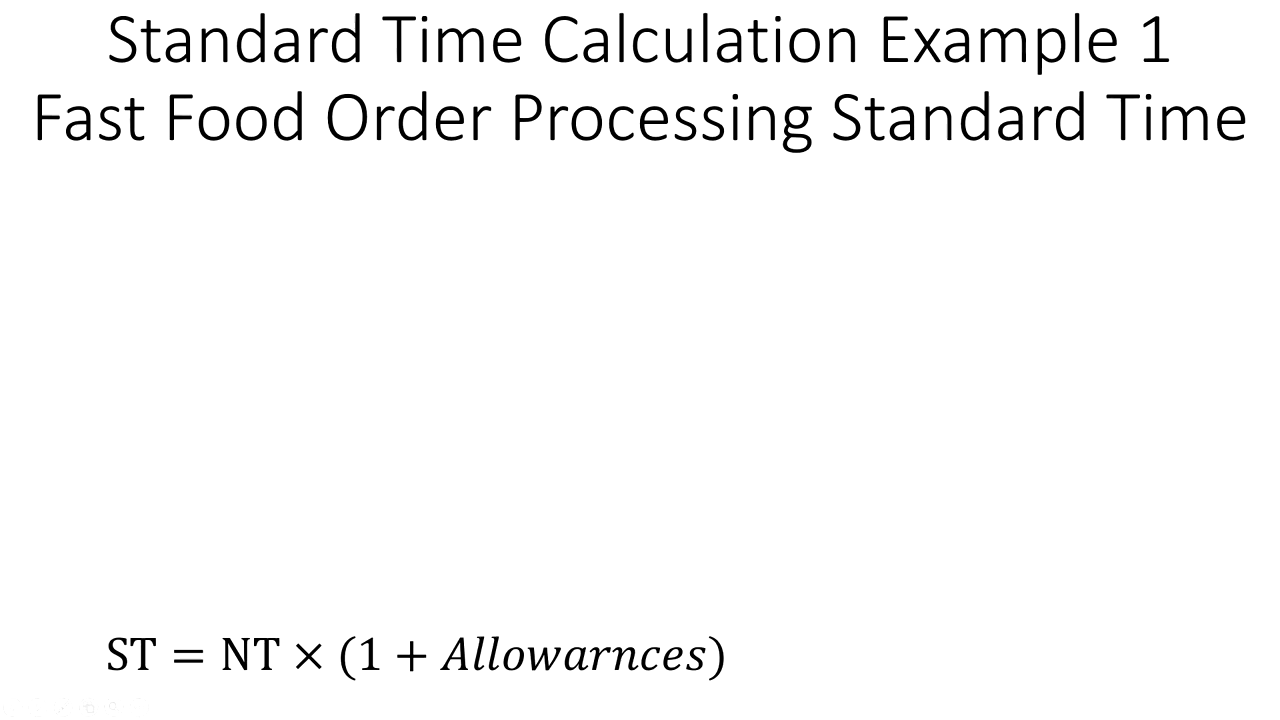 Standard Time Calculation Example 1
Fast Food Order Processing Standard Time
ST = NT × (1 + Allowarnces)